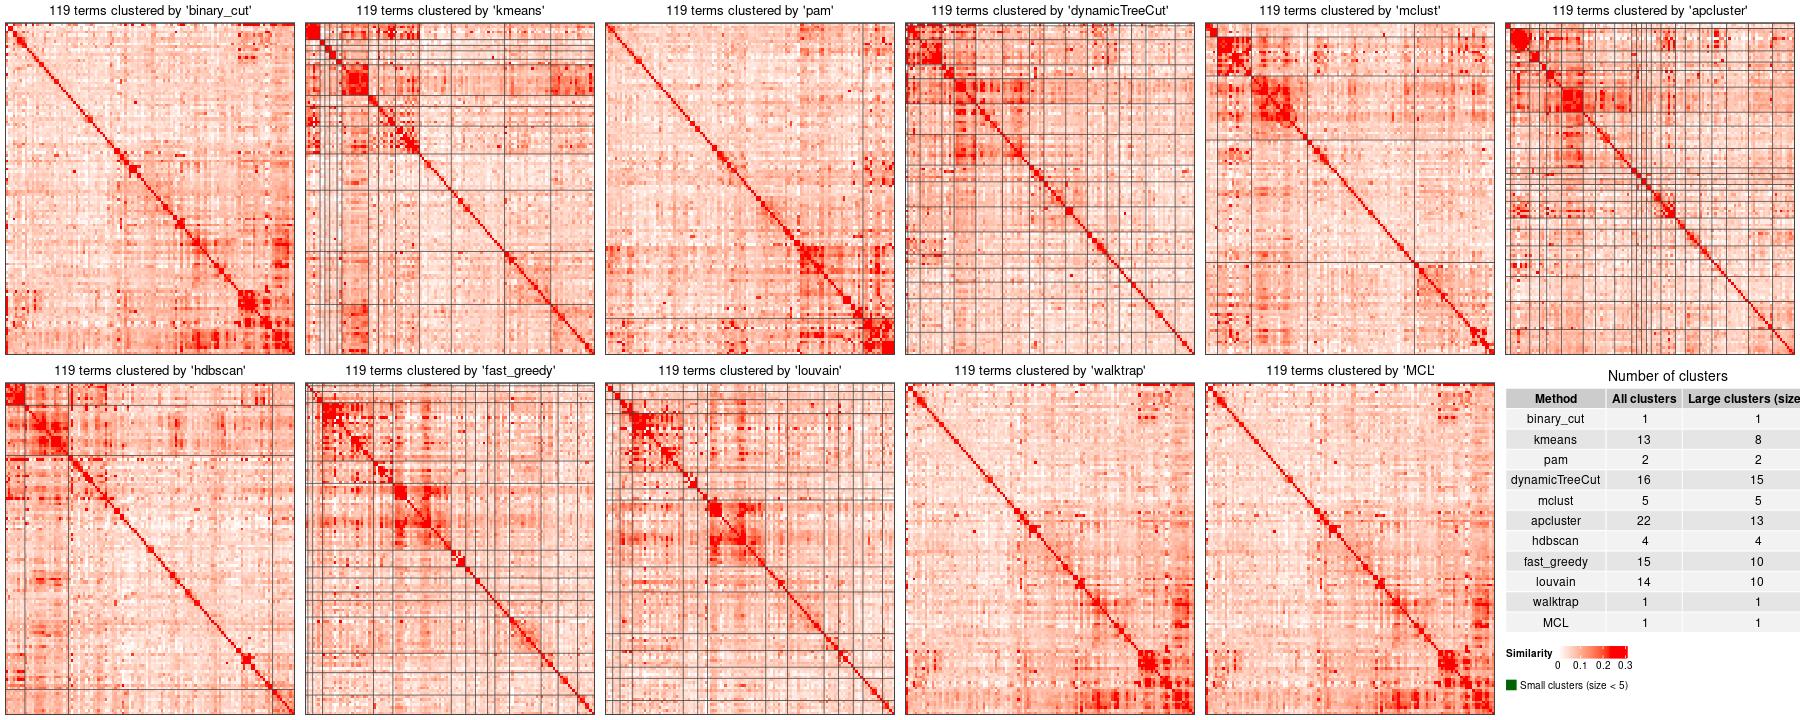 119 terms clustered by 'binary_cut'
119 terms clustered by 'kmeans'
119 terms clustered by 'pam'
119 terms clustered by 'dynamicTreeCut'
119 terms clustered by 'mclust'
119 terms clustered by 'apcluster'
119 terms clustered by 'hdbscan'
119 terms clustered by 'fast_greedy'
119 terms clustered by 'louvain'
119 terms clustered by 'walktrap'
119 terms clustered by 'MCL'
Number of clusters
Method All clusters Large clusters (size
binary_cut 1 1
kmeans 13 8
pam 2 2
dynamicTreeCut 16 15
mclust 5 5
apcluster 22 13
hdbscan 4 4
fast_greedy 15 10
louvain 14 10
walktrap 1 1
MCL 1 1
Similarity
0 0.1 0.2 0.3
Small clusters (size < 5)